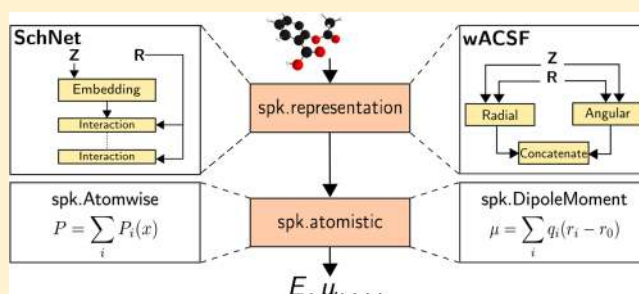 SchNet
Z
R
Embedding
Interaction
Interaction
spk.representation
wACSF
Z
R
Radial
Angular
Concatenate
spk.Atomwise
P = ∑_i P_i(x)
spk.atomistic
spk.DipoleMoment
μ = ∑_i q_i(r_i − r_0)
E, μ, ...